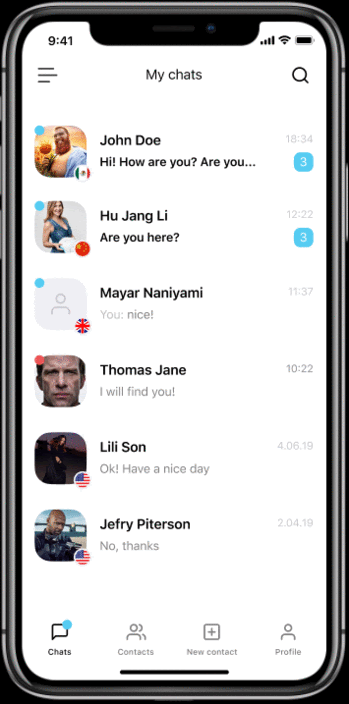 9:41
My chats
John Doe 18:34
Hi! How are you? Are you... 3
Hu Jang Li 12:22
Are you here? 3
Mayar Naniyami 11:37
You: nice!
Thomas Jane 10:22
I will find you!
Lili Son 4.06.19
Ok! Have a nice day
Jefry Piterson 2.04.19
No, thanks
Chats Contacts New contact Profile